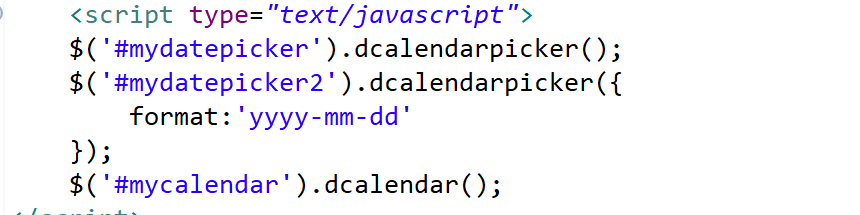 <script type="text/javascript">
$('#mydatepicker').dcalendarpicker();
$('#mydatepicker2').dcalendarpicker({
format:'yyyy-mm-dd'
});
$('#mycalendar').dcalendar();